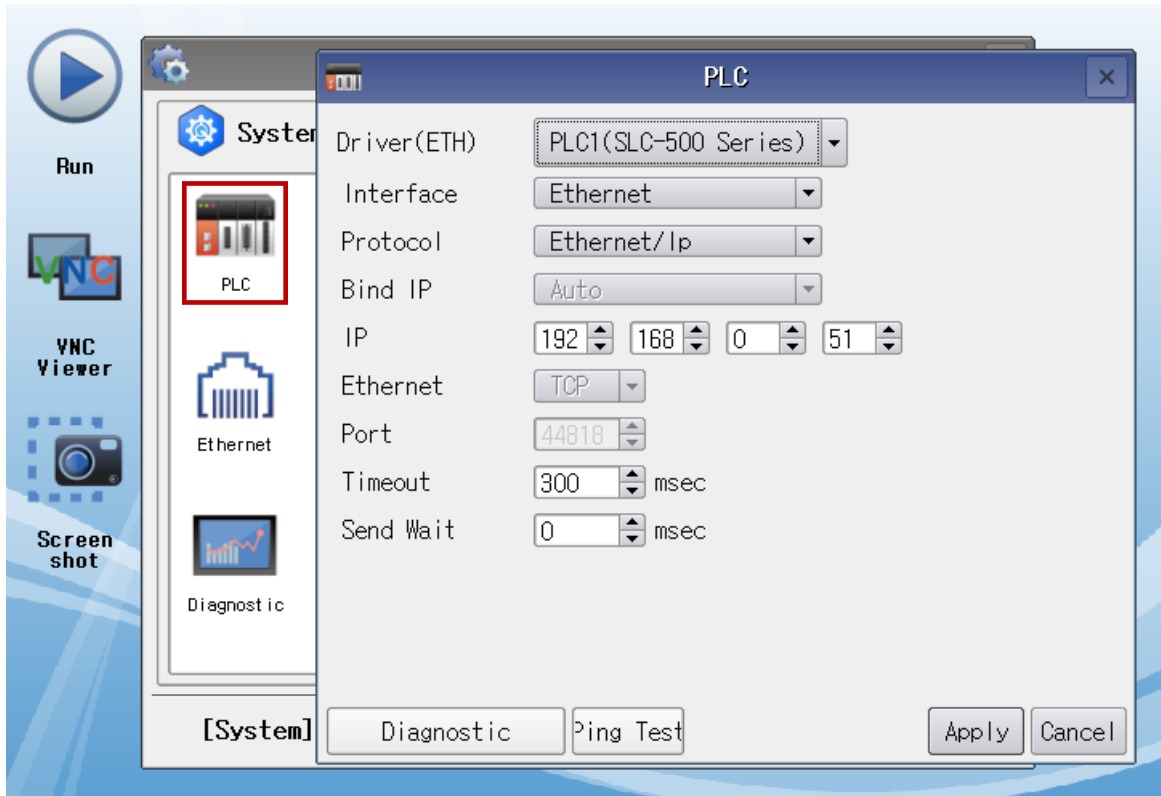 Run
VNC
VNC
Viewer
Screen
shot
System
PLC
Ethernet
Diagnostic
[System]
PLC
Driver(ETH) PLC1(SLC-500 Series)
Interface Ethernet
Protocol Ethernet/Ip
Bind IP Auto
IP 192 168 0 51
Ethernet TCP
Port 44818
Timeout 300 msec
Send Wait 0 msec
Diagnostic Ping Test Apply Cancel